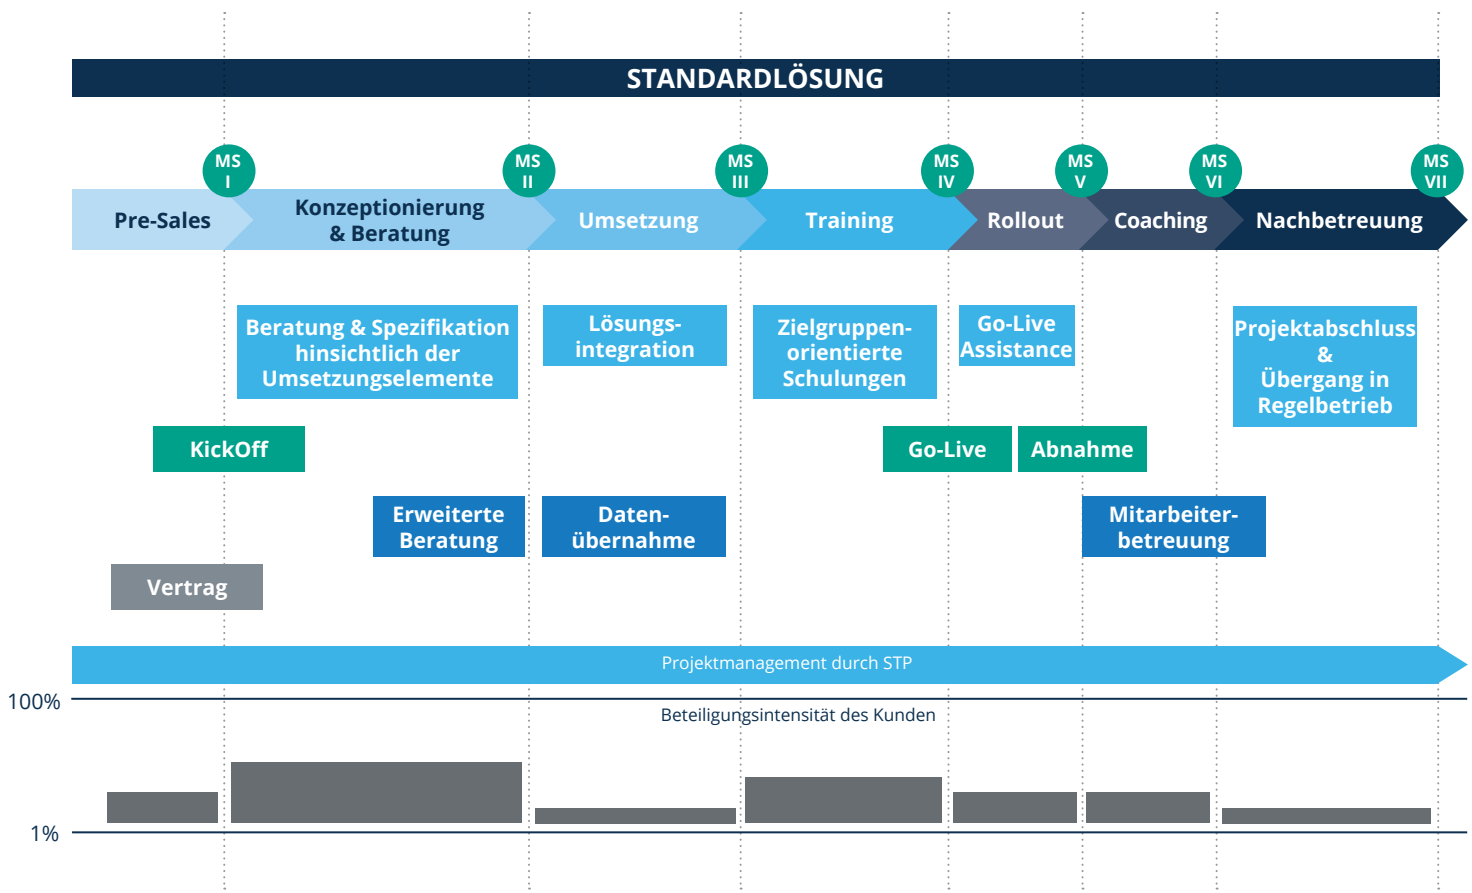 STANDARDLÖSUNG
MS
I
MS
II
MS
III
MS
IV
MS
V
MS
VI
MS
VII
Pre-Sales
Konzeptionierung
& Beratung
Umsetzung
Training
Rollout
Coaching
Nachbetreuung
Beratung & Spezifikation
hinsichtlich der
Umsetzungselemente
Lösungs-
integration
Zielgruppen-
orientierte
Schulungen
Go-Live
Assistance
Projektabschluss
&
Übergang in
Regelbetrieb
KickOff
Go-Live
Abnahme
Erweiterte
Beratung
Daten-
übernahme
Mitarbeiter-
betreuung
Vertrag
Projektmanagement durch STP
100%
Beteiligungsintensität des Kunden
1%